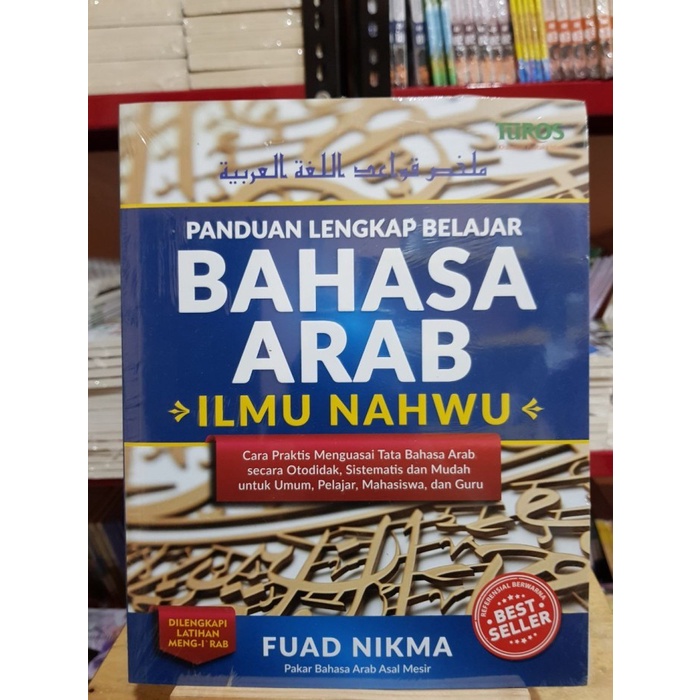 TUROS
ملخص قواعد اللغة العربية
PANDUAN LENGKAP BELAJAR
BAHASA
ARAB
ILMU NAHWU
Cara Praktis Menguasai Tata Bahasa Arab
secara Otodidak, Sistematis dan Mudah
untuk Umum, Pelajar, Mahasiswa, dan Guru
DILENGKAPI
LATIHAN
MENG-I`RAB
FUAD NIKMA
Pakar Bahasa Arab Asal Mesir
REFERENSIAL BERWARNA
BEST
SELLER